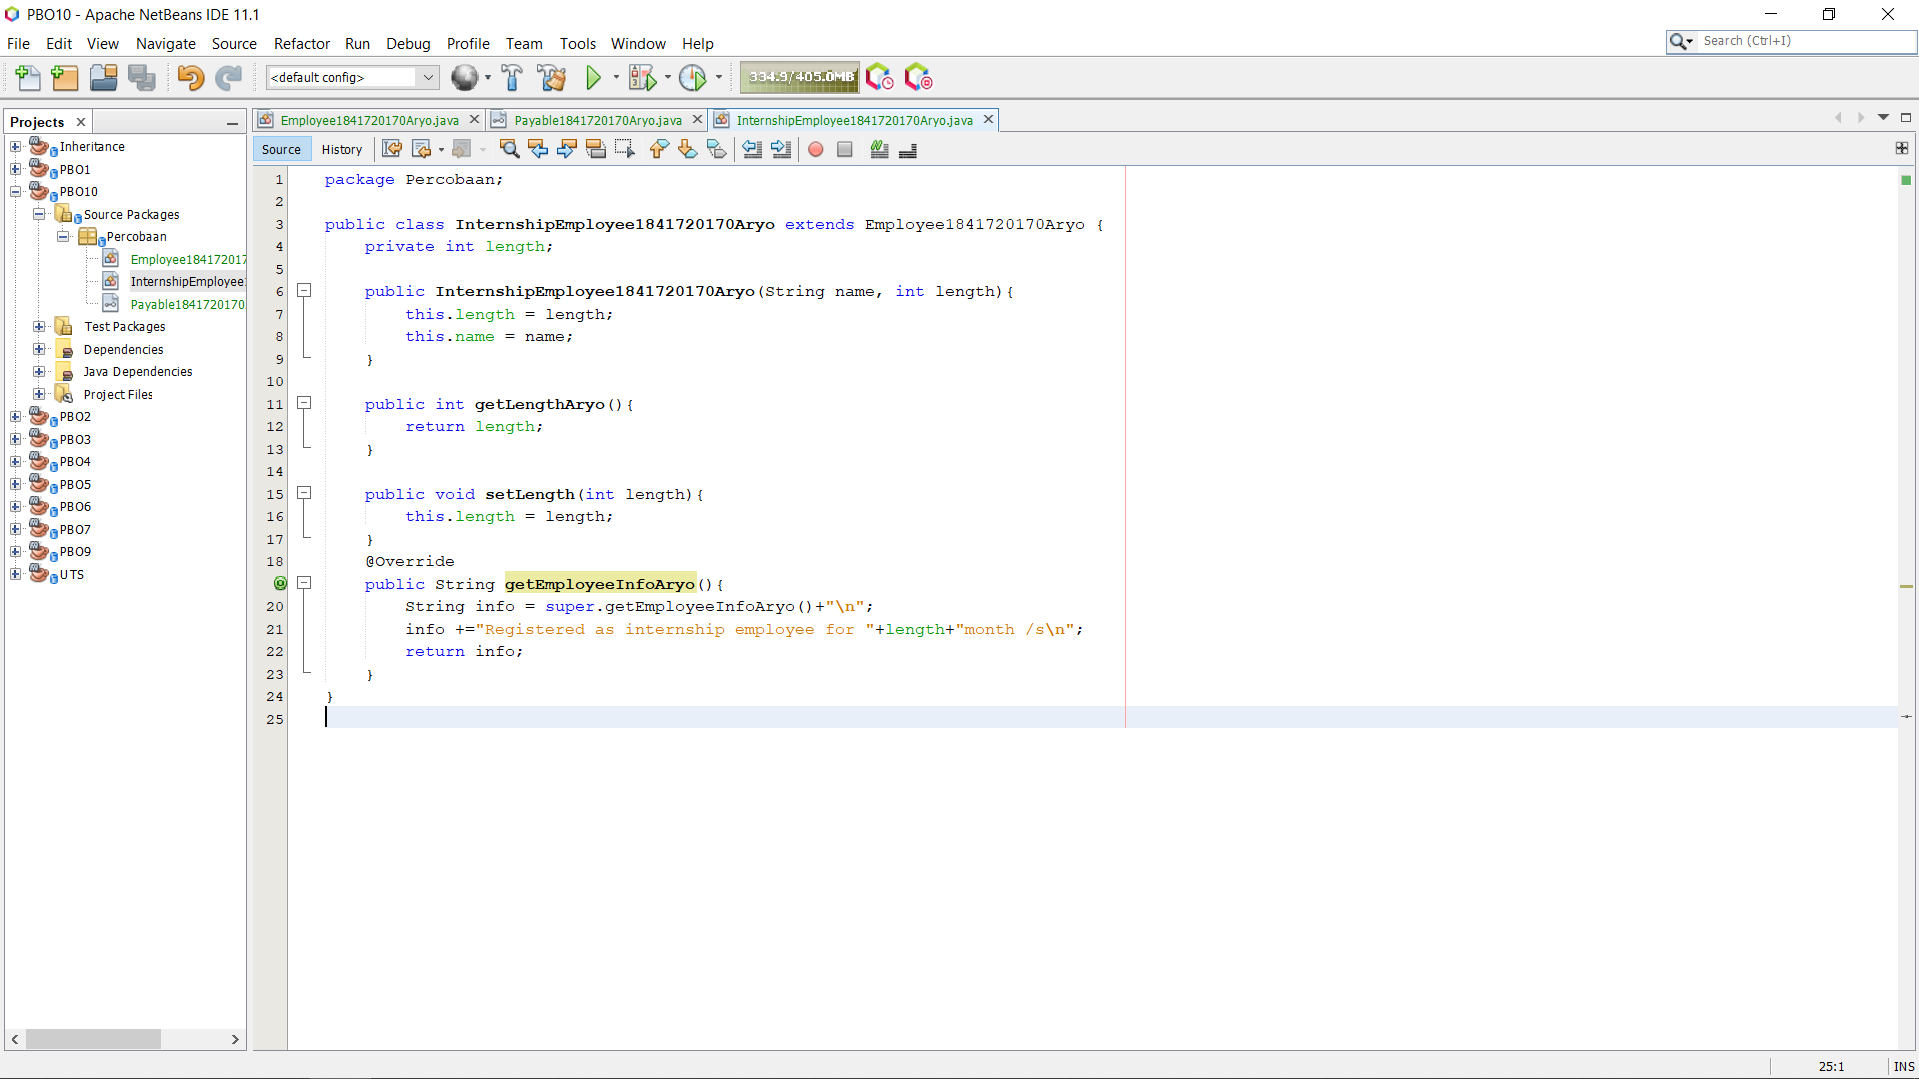 PBO10 - Apache NetBeans IDE 11.1
File Edit View Navigate Source Refactor Run Debug Profile Team Tools Window Help
Search (Ctrl+I)
<default config>
334.9/405.0MB
Projects
Employee1841720170Aryo.java
Payable1841720170Aryo.java
InternshipEmployee1841720170Aryo.java
Source History
Inheritance
PBO1
PBO10
Source Packages
Percobaan
Employee184172017
InternshipEmployee
Payable1841720170
Test Packages
Dependencies
Java Dependencies
Project Files
PBO2
PBO3
PBO4
PBO5
PBO6
PBO7
PBO9
UTS
1 package Percobaan;
2
3 public class InternshipEmployee1841720170Aryo extends Employee1841720170Aryo {
4 private int length;
5
6 public InternshipEmployee1841720170Aryo(String name, int length){
7 this.length = length;
8 this.name = name;
9 }
10
11 public int getLengthAryo(){
12 return length;
13 }
14
15 public void setLength(int length){
16 this.length = length;
17 }
18 @Override
public String getEmployeeInfoAryo(){
20 String info = super.getEmployeeInfoAryo()+"\n";
21 info +="Registered as internship employee for "+length+"month /s\n";
22 return info;
23 }
24 }
25
25:1 INS